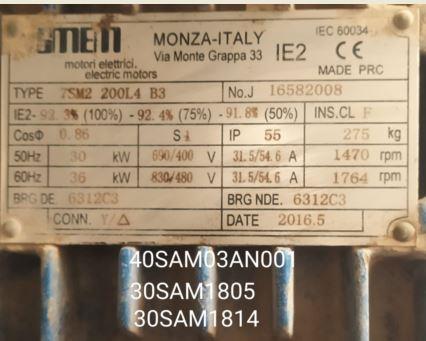 SMEM
MONZA-ITALY
Via Monte Grappa 33
IE2
IEC 60034
CE
motori elettrici.
electric motors
MADE PRC
TYPE 7SM2 200L4 B3 No.J 16582008
IE2- 92.3% (100%) - 92.4% (75%) - 91.8% (50%) INS.CL F
CosΦ 0.86 S1 IP 55 275 kg
50Hz 30 kW 690/400 V 31.5/54.6 A 1470 rpm
60Hz 36 kW 830/480 V 31.5/54.6 A 1764 rpm
BRG DE. 6312C3 BRG NDE. 6312C3
CONN. Y/△ DATE 2016.5
40SAM03AN001
30SAM1805
30SAM1814